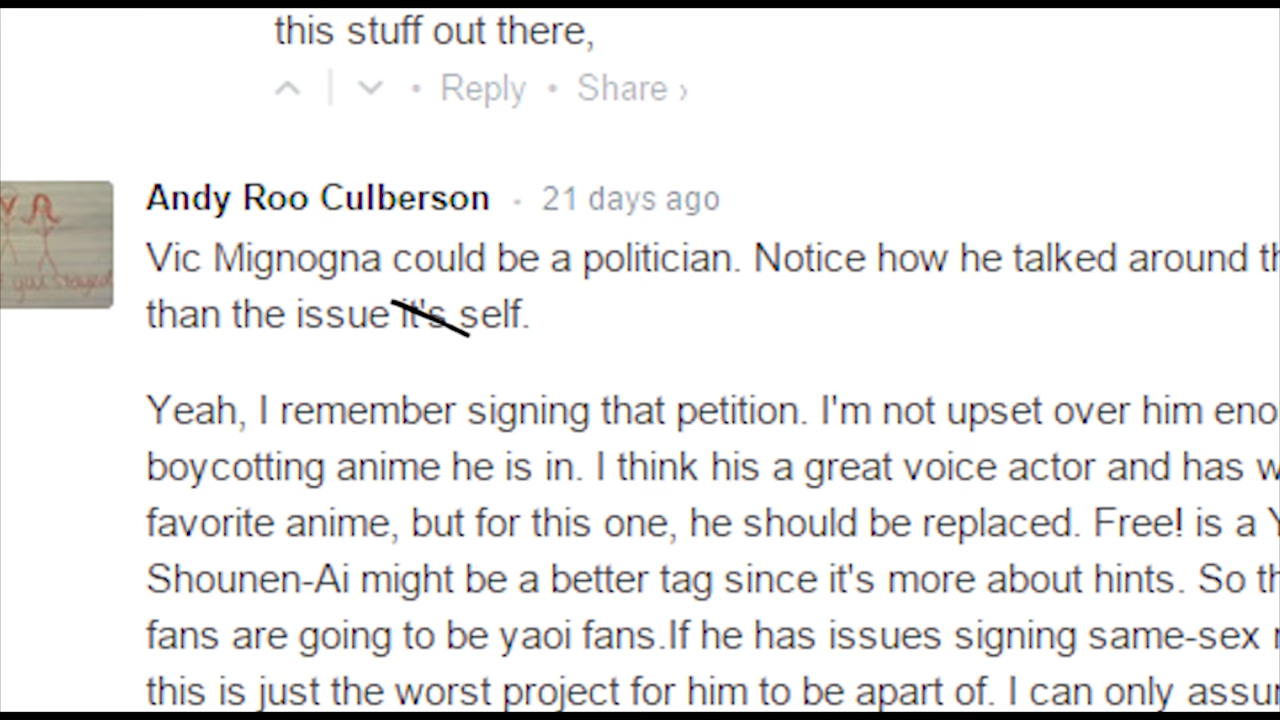 this stuff out there,
Reply • Share ›
Andy Roo Culberson • 21 days ago
Vic Mignogna could be a politician. Notice how he talked around
than the issue it's self.
Yeah, I remember signing that petition. I'm not upset over him
boycotting anime he is in. I think his a great voice actor and has
favorite anime, but for this one, he should be replaced. Free! is a
Shounen-Ai might be a better tag since it's more about hints. So
fans are going to be yaoi fans.If he has issues signing same-sex
this is just the worst project for him to be apart of. I can only